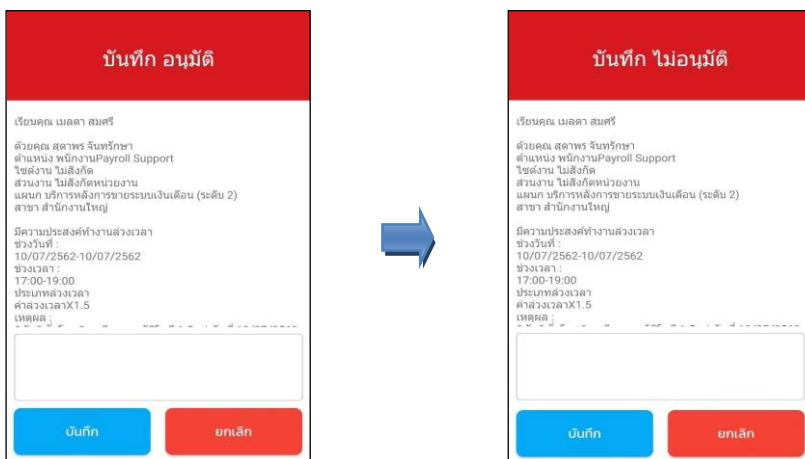 บันทึก อนุมัติ
เรียนคุณ เมลดา สมศรี
ด้วยคุณ สุดาพร จันทรักษา
ตำแหน่ง พนักงานPayroll Support
ไซต์งาน ไม่สังกัด
ส่วนงาน ไม่สังกัดหน่วยงาน
แผนก บริการหลังการขายระบบเงินเดือน (ระดับ 2)
สาขา สำนักงานใหญ่
มีความประสงค์ทำงานล่วงเวลา
ช่วงวันที่ :
10/07/2562-10/07/2562
ช่วงเวลา :
17:00-19:00
ประเภทล่วงเวลา
ค่าล่วงเวลาX1.5
เหตุผล :
บันทึก
ยกเลิก
บันทึก ไม่อนุมัติ
เรียนคุณ เมลดา สมศรี
ด้วยคุณ สุดาพร จันทรักษา
ตำแหน่ง พนักงานPayroll Support
ไซต์งาน ไม่สังกัด
ส่วนงาน ไม่สังกัดหน่วยงาน
แผนก บริการหลังการขายระบบเงินเดือน (ระดับ 2)
สาขา สำนักงานใหญ่
มีความประสงค์ทำงานล่วงเวลา
ช่วงวันที่ :
10/07/2562-10/07/2562
ช่วงเวลา :
17:00-19:00
ประเภทล่วงเวลา
ค่าล่วงเวลาX1.5
เหตุผล :
บันทึก
ยกเลิก